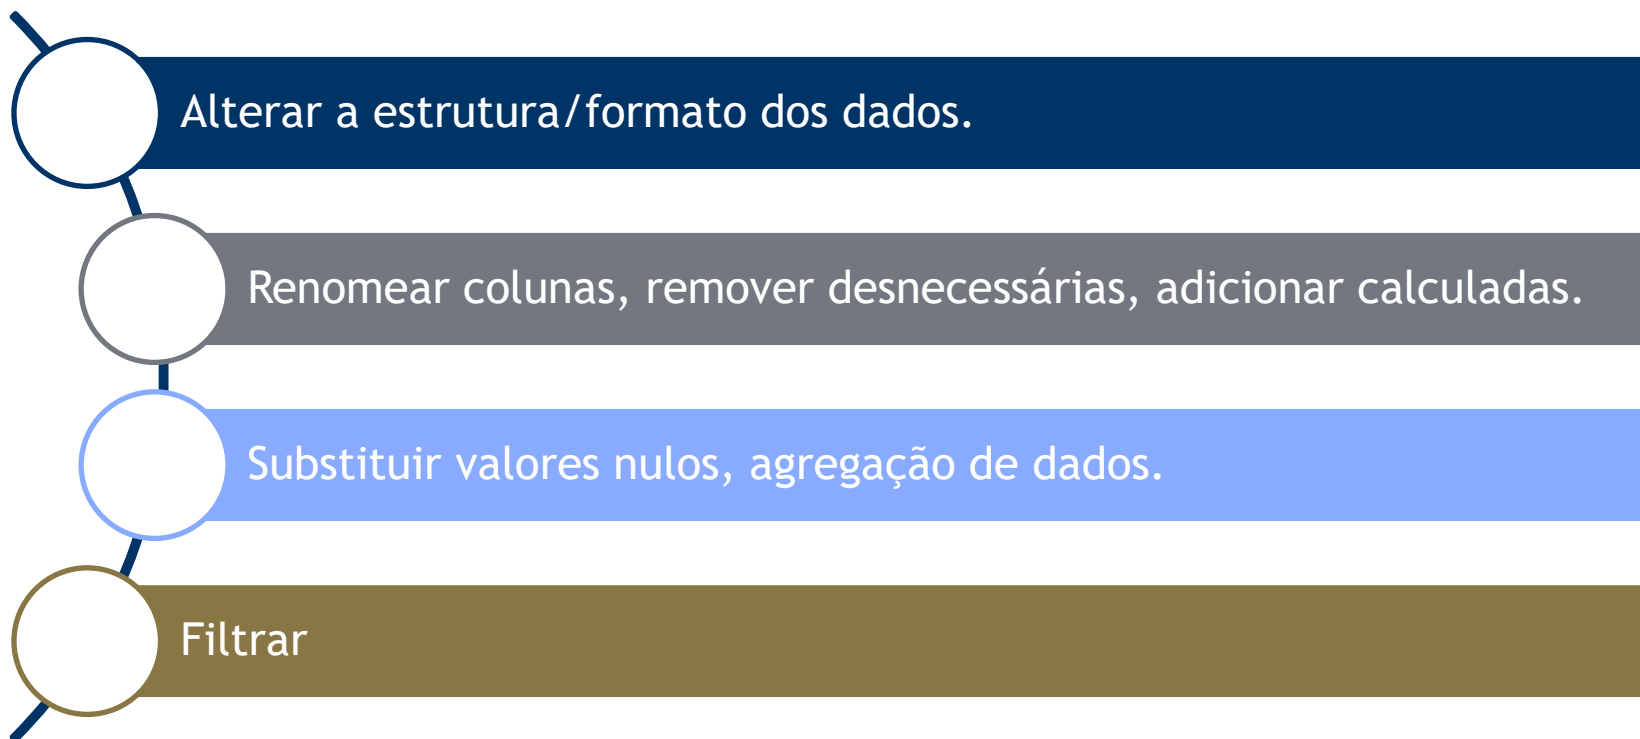 Alterar a estrutura/formato dos dados.
Renomear colunas, remover desnecessárias, adicionar calculadas.
Substituir valores nulos, agregação de dados.
Filtrar